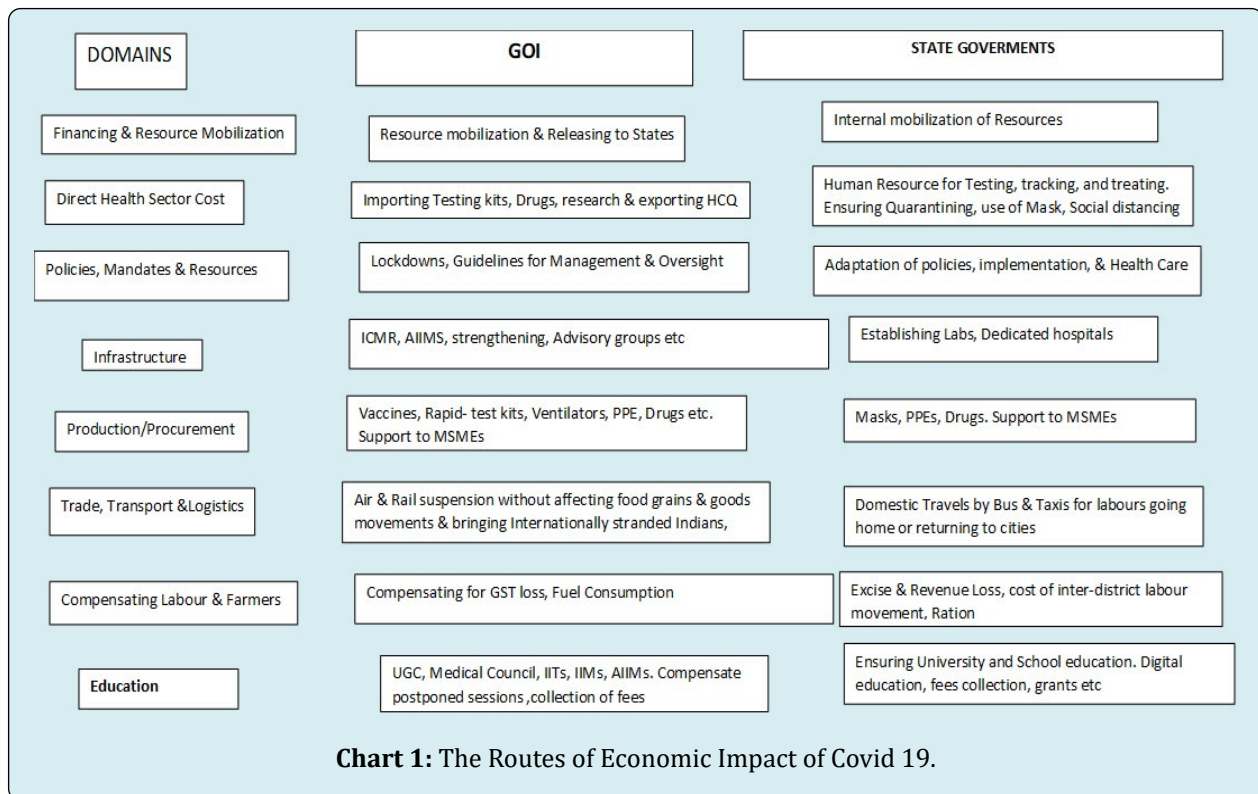 DOMAINS
GOI
STATE GOVERMENTS
Financing & Resource Mobilization
Resource mobilization & Releasing to States
Internal mobilization of Resources
Direct Health Sector Cost
Importing Testing kits, Drugs, research & exporting HCQ
Human Resource for Testing, tracking, and treating.
Ensuring Quarantining, use of Mask, Social distancing
Policies, Mandates & Resources
Lockdowns, Guidelines for Management & Oversight
Adaptation of policies, implementation, & Health Care
Infrastructure
ICMR, AIIMS, strengthening, Advisory groups etc
Establishing Labs, Dedicated hospitals
Production/Procurement
Vaccines, Rapid- test kits, Ventilators, PPE, Drugs etc.
Support to MSMEs
Masks, PPEs, Drugs. Support to MSMEs
Trade, Transport &Logistics
Air & Rail suspension without affecting food grains & goods
movements & bringing Internationally stranded Indians,
Domestic Travels by Bus & Taxis for labours going
home or returning to cities
Compensating Labour & Farmers
Compensating for GST loss, Fuel Consumption
Excise & Revenue Loss, cost of inter-district labour
movement, Ration
Education
UGC, Medical Council, IITs, IIMs, AIIMs. Compensate
postponed sessions ,collection of fees
Ensuring University and School education. Digital
education, fees collection, grants etc
Chart 1: The Routes of Economic Impact of Covid 19.